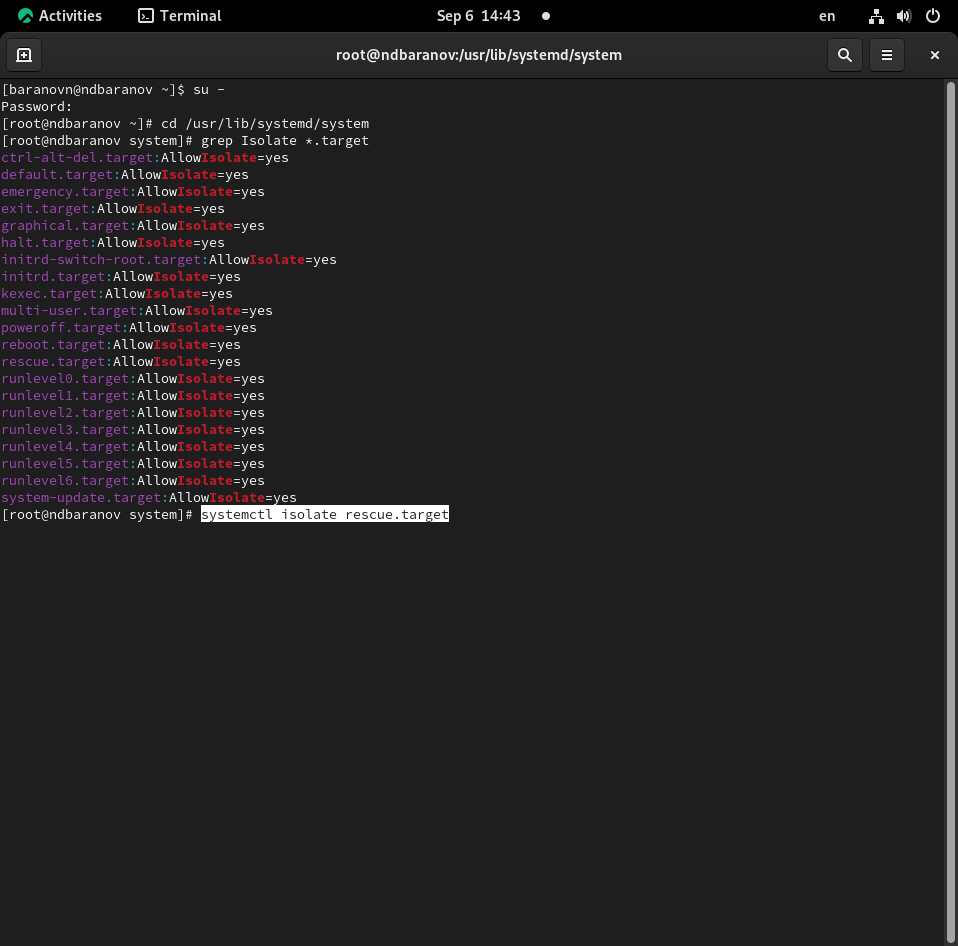 Activities Terminal Sep 6 14:43 en
root@ndbaranov:/usr/lib/systemd/system
[baranovn@ndbaranov ~]$ su -
Password:
[root@ndbaranov ~]# cd /usr/lib/systemd/system
[root@ndbaranov system]# grep Isolate *.target
ctrl-alt-del.target:AllowIsolate=yes
default.target:AllowIsolate=yes
emergency.target:AllowIsolate=yes
exit.target:AllowIsolate=yes
graphical.target:AllowIsolate=yes
halt.target:AllowIsolate=yes
initrd-switch-root.target:AllowIsolate=yes
initrd.target:AllowIsolate=yes
kexec.target:AllowIsolate=yes
multi-user.target:AllowIsolate=yes
poweroff.target:AllowIsolate=yes
reboot.target:AllowIsolate=yes
rescue.target:AllowIsolate=yes
runlevel0.target:AllowIsolate=yes
runlevel1.target:AllowIsolate=yes
runlevel2.target:AllowIsolate=yes
runlevel3.target:AllowIsolate=yes
runlevel4.target:AllowIsolate=yes
runlevel5.target:AllowIsolate=yes
runlevel6.target:AllowIsolate=yes
system-update.target:AllowIsolate=yes
[root@ndbaranov system]# systemctl isolate rescue.target